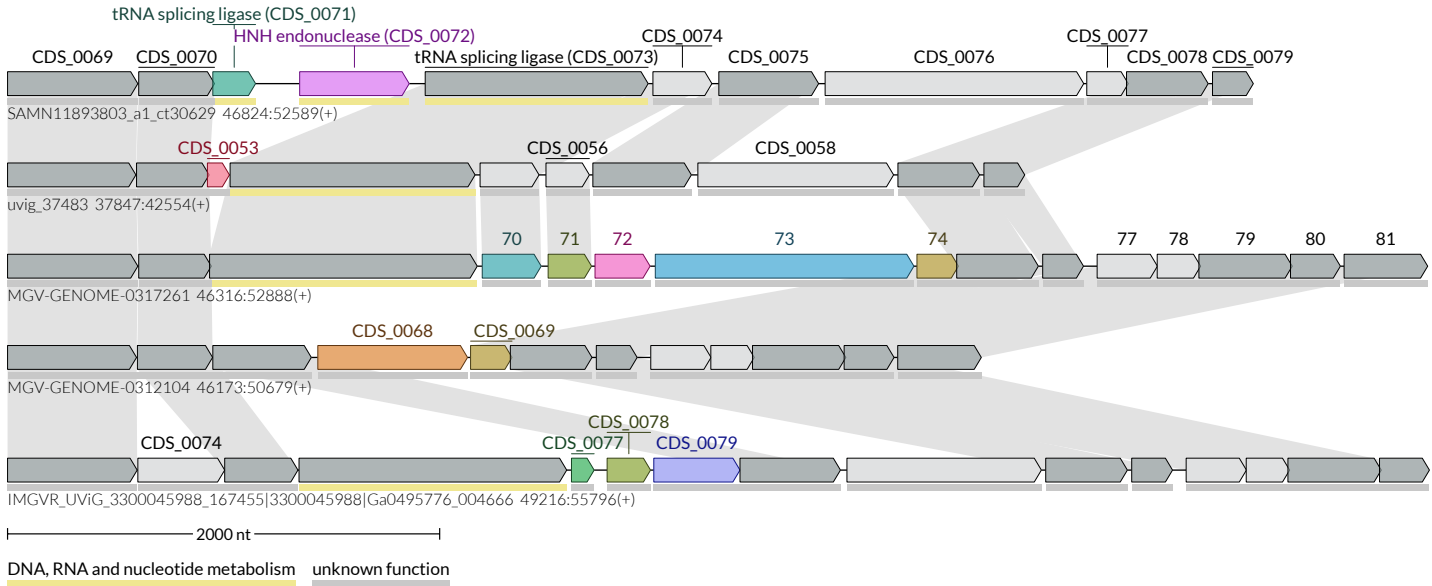 tRNA splicing ligase (CDS_0071)
HNH endonuclease (CDS_0072) CDS_0074 CDS_0077
CDS_0069 CDS_0070 tRNA splicing ligase (CDS_0073) CDS_0075 CDS_0076 CDS_0078 CDS_0079
SAMN11893803_a1_ct30629 46824:52589(+)
CDS_0053 CDS_0056 CDS_0058
uvig_37483 37847:42554(+)
70 71 72 73 74 77 78 79 80 81
MGV-GENOME-0317261 46316:52888(+)
CDS_0068 CDS_0069
MGV-GENOME-0312104 46173:50679(+)
CDS_0078
CDS_0074 CDS_0077 CDS_0079
IMGVR_UViG_3300045988_167455|3300045988|Ga0495776_004666 49216:55796(+)
2000 nt
DNA, RNA and nucleotide metabolism unknown function